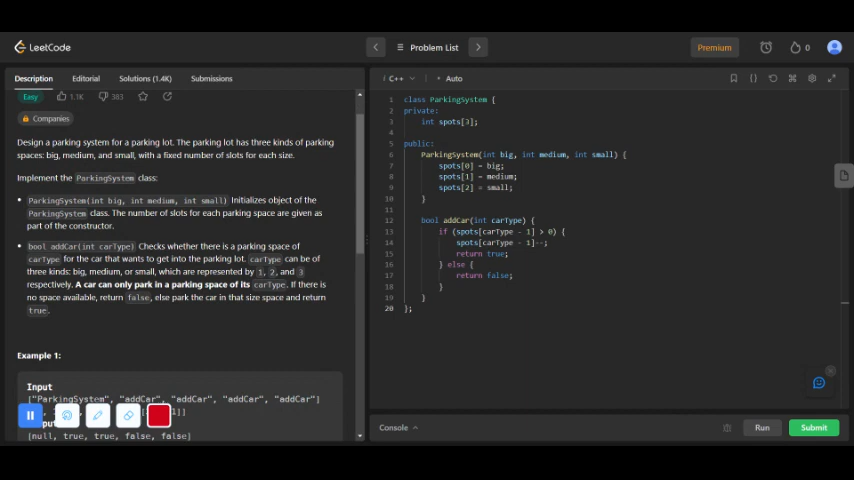 LeetCode
Problem List
Premium
0
Description
Editorial
Solutions (1.4K)
Submissions
Easy
1.1K
383
Companies
Design a parking system for a parking lot. The parking lot has three kinds of parking
spaces: big, medium, and small, with a fixed number of slots for each size.
Implement the ParkingSystem class:
ParkingSystem(int big, int medium, int small) Initializes object of the
ParkingSystem class. The number of slots for each parking space are given as
part of the constructor.
bool addCar(int carType) Checks whether there is a parking space of
carType for the car that wants to get into the parking lot. carType can be of
three kinds: big, medium, or small, which are represented by 1, 2, and 3
respectively. A car can only park in a parking space of its carType. If there is
no space available, return false, else park the car in that size space and return
true.
Example 1:
Input
["ParkingSystem", "addCar", "addCar", "addCar", "addCar"]
[null, true, true, false, false]
C++
Auto
1 class ParkingSystem {
2 private:
3 int spots[3];
4
5 public:
6 ParkingSystem(int big, int medium, int small) {
7 spots[0] = big;
8 spots[1] = medium;
9 spots[2] = small;
10 }
11
12 bool addCar(int carType) {
13 if (spots[carType - 1] > 0) {
14 spots[carType - 1]--;
15 return true;
16 } else {
17 return false;
18 }
19 }
20 };
Console
Run
Submit